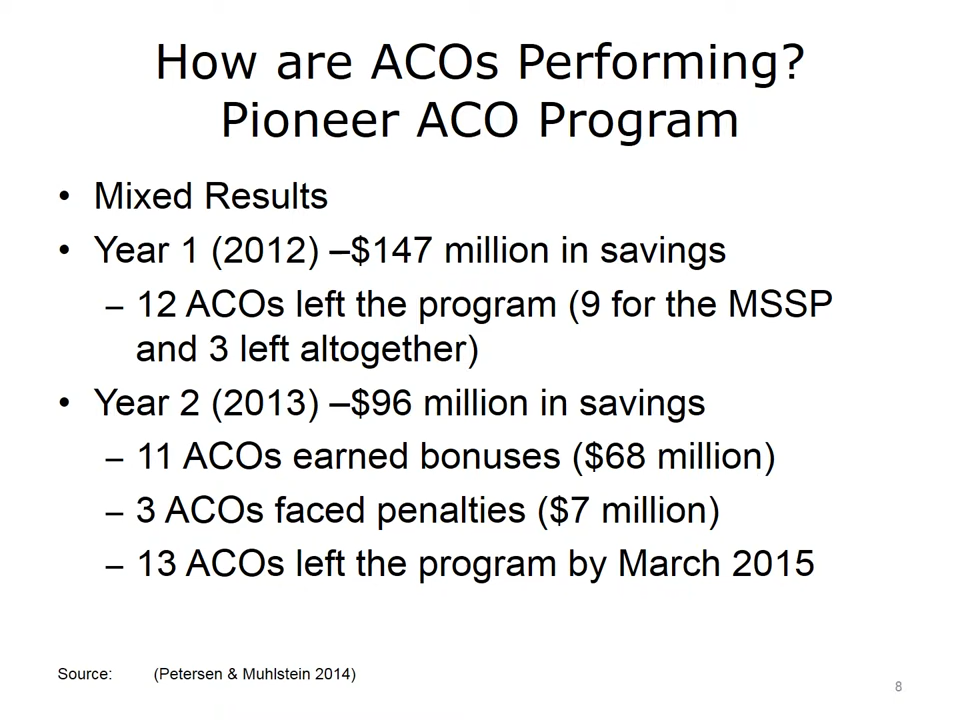 How are ACOs Performing?
Pioneer ACO Program
• Mixed Results
• Year 1 (2012) –$147 million in savings
– 12 ACOs left the program (9 for the MSSP
and 3 left altogether)
• Year 2 (2013) –$96 million in savings
– 11 ACOs earned bonuses ($68 million)
– 3 ACOs faced penalties ($7 million)
– 13 ACOs left the program by March 2015
Source: (Petersen & Muhlstein 2014)
8